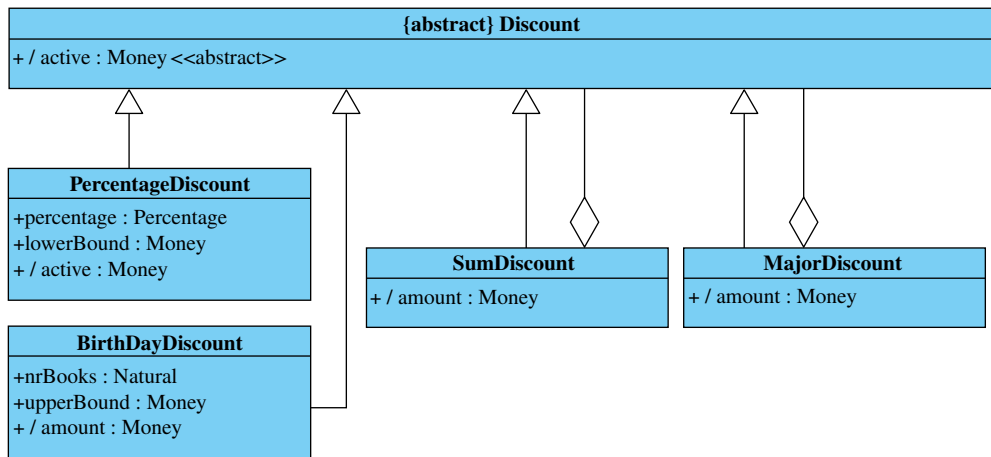 {abstract} Discount
+ / active : Money <<abstract>>
PercentageDiscount
+percentage : Percentage
+lowerBound : Money
+ / active : Money
SumDiscount
+ / amount : Money
MajorDiscount
+ / amount : Money
BirthDayDiscount
+nrBooks : Natural
+upperBound : Money
+ / amount : Money